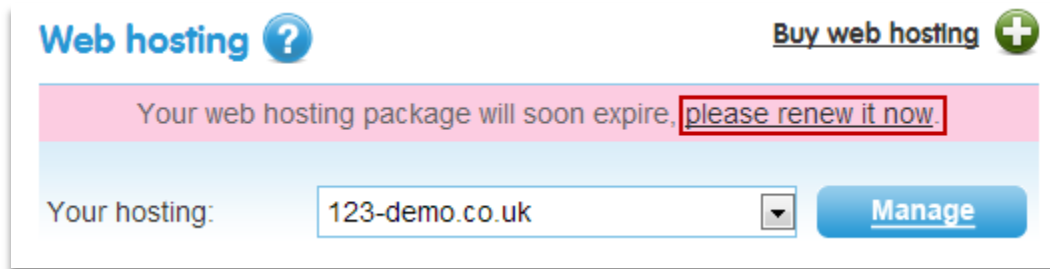 Web hosting ?
Buy web hosting
Your web hosting package will soon expire, please renew it now.
Your hosting: 123-demo.co.uk Manage